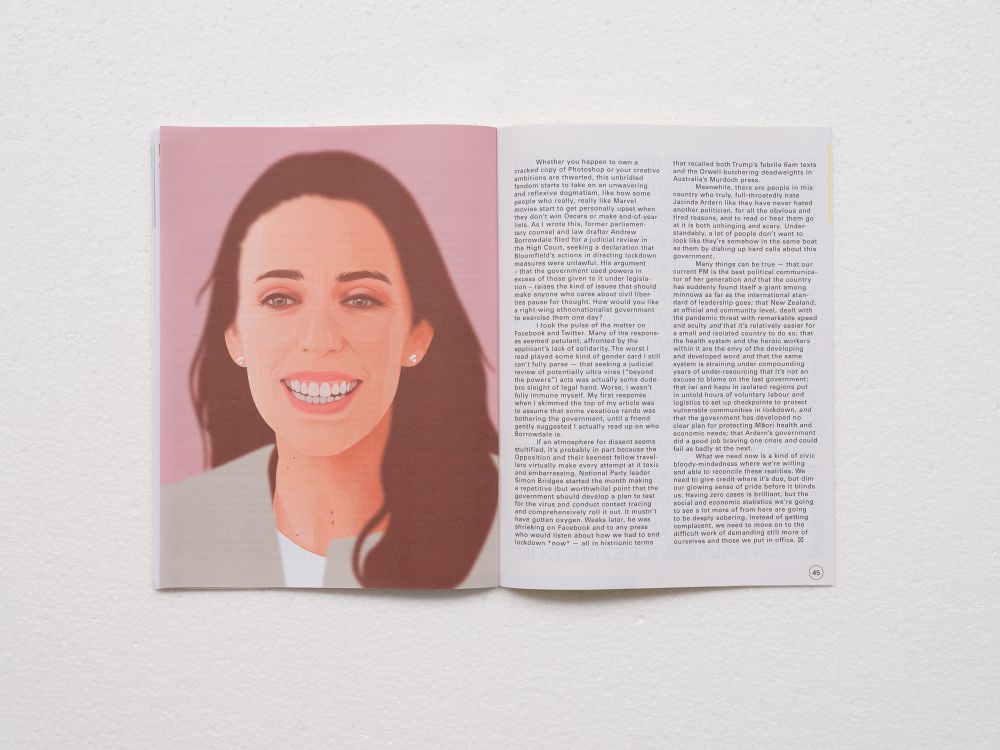 Whether you happen to own a
cracked copy of Photoshop or your creative
ambitions are thwarted, this unbridled
fandom starts to take on an unwavering
and reflexive dogmatism, like how some
people who really, really like Marvel
movies start to get personally upset when
they don't win Oscars or make end-of-year
lists. As I wrote this, former parliamen-
tary counsel and law drafter Andrew
Borrowdale filed for a judicial review in
the High Court, seeking a declaration that
Bloomfield's actions in directing lockdown
measures were unlawful. His argument
– that the government used powers in
excess of those given to it under legisla-
tion – raises the kind of issues that should
make anyone who cares about civil liber-
ties pause for thought. How would you like
a right-wing ethnonationalist government
to exercise them one day?
I took the pulse of the matter on
Facebook and Twitter. Many of the respons-
es seemed petulant, affronted by the
applicant's lack of solidarity. The worst I
read played some kind of gender card I still
can't fully parse — that seeking a judicial
review of potentially ultra vires ("beyond
the powers") acts was actually some dude-
bro sleight of legal hand. Worse, I wasn't
fully immune myself. My first response
when I skimmed the top of my article was
to assume that some vexatious rando was
bothering the government, until a friend
gently suggested I actually read up on who
Borrowdale is.
If an atmosphere for dissent seems
stultified, it's probably in part because the
Opposition and their keenest fellow travel-
lers virtually make every attempt at it toxic
and embarrassing. National Party leader
Simon Bridges started the month making
a repetitive (but worthwhile) point that the
government should develop a plan to test
for the virus and conduct contact tracing
and comprehensively roll it out. It mustn't
have gotten oxygen. Weeks later, he was
shrieking on Facebook and to any press
who would listen about how we had to end
lockdown *now* — all in histrionic terms
that recalled both Trump's febrile 6am texts
and the Orwell-butchering deadweights in
Australia's Murdoch press.
Meanwhile, there are people in this
country who truly, full-throatedly hate
Jacinda Ardern like they have never hated
another politician, for all the obvious and
tired reasons, and to read or hear them go
at it is both unhinging and scary. Under-
standably, a lot of people don't want to
look like they're somehow in the same boat
as them by dishing up hard calls about this
government.
Many things can be true — that our
current PM is the best political communica-
tor of her generation and that the country
has suddenly found itself a giant among
minnows as far as the international stan-
dard of leadership goes; that New Zealand,
at official and community level, dealt with
the pandemic threat with remarkable speed
and acuity and that it's relatively easier for
a small and isolated country to do so; that
the health system and the heroic workers
within it are the envy of the developing
and developed word and that the same
system is straining under compounding
years of under-resourcing that it's not an
excuse to blame on the last government;
that iwi and hapu in isolated regions put
in untold hours of voluntary labour and
logistics to set up checkpoints to protect
vulnerable communities in lockdown, and
that the government has developed no
clear plan for protecting Māori health and
economic needs; that Ardern's government
did a good job braving one crisis and could
fail as badly at the next.
What we need now is a kind of civic
bloody-mindedness where we're willing
and able to reconcile these realities. We
need to give credit where it's due, but dim
our glowing sense of pride before it blinds
us. Having zero cases is brilliant, but the
social and economic statistics we're going
to see a lot more of from here are going
to be deeply sobering. Instead of getting
complacent, we need to move on to the
difficult work of demanding still more of
ourselves and those we put in office.
45